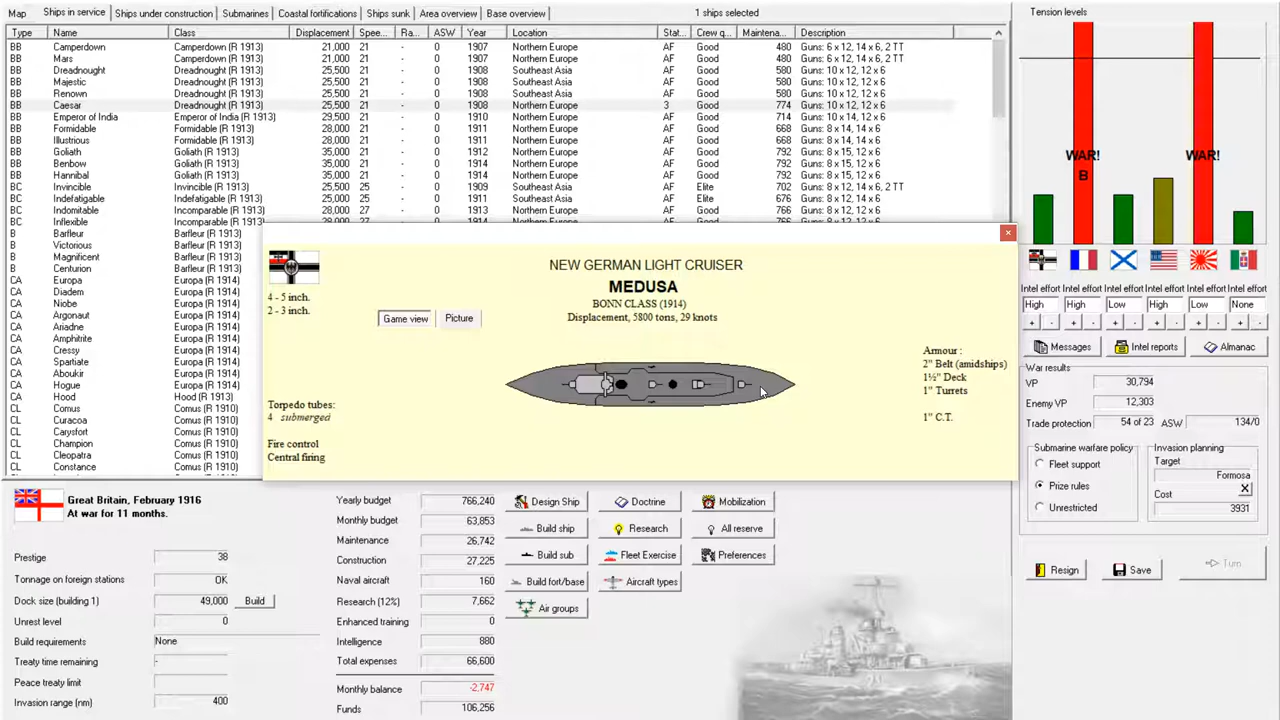 Map Ships in service Ships under construction Submarines Coastal fortifications Ships sunk Area overview Base overview 1 ships selected
Type Name Class Displacement Spee... Ra... ASW Year Location Stat... Crew q... Maintena... Description
BB Camperdown Camperdown (R 1913) 21,000 21 - 0 1907 Northern Europe AF Good 480 Guns: 6 x 12, 14 x 6, 2 TT
BB Mars Camperdown (R 1913) 21,000 21 - 0 1907 Northern Europe AF Good 480 Guns: 6 x 12, 14 x 6, 2 TT
BB Dreadnought Dreadnought (R 1913) 25,500 21 - 0 1908 Southeast Asia AF Good 580 Guns: 10 x 12, 12 x 6
BB Majestic Dreadnought (R 1913) 25,500 21 - 0 1908 Southeast Asia AF Good 580 Guns: 10 x 12, 12 x 6
BB Renown Dreadnought (R 1913) 25,500 21 - 0 1908 Southeast Asia AF Good 580 Guns: 10 x 12, 12 x 6
BB Caesar Dreadnought (R 1913) 25,500 21 - 0 1908 Northern Europe 3 Good 774 Guns: 10 x 12, 12 x 6
BB Emperor of India Emperor of India (R 1913) 29,500 21 - 0 1910 Northern Europe AF Good 714 Guns: 10 x 14, 12 x 6
BB Formidable Formidable (R 1913) 28,000 21 - 0 1911 Northern Europe AF Good 668 Guns: 8 x 14, 14 x 6
BB Illustrious Formidable (R 1913) 28,000 21 - 0 1911 Northern Europe AF Good 668 Guns: 8 x 14, 14 x 6
BB Goliath Goliath (R 1913) 35,000 21 - 0 1912 Northern Europe AF Good 792 Guns: 8 x 15, 12 x 6
BB Benbow Goliath (R 1913) 35,000 21 - 0 1914 Northern Europe AF Good 792 Guns: 8 x 15, 12 x 6
BB Hannibal Goliath (R 1913) 35,000 21 - 0 1914 Northern Europe AF Good 792 Guns: 8 x 15, 12 x 6
BC Invincible Invincible (R 1913) 25,500 25 - 0 1909 Southeast Asia AF Elite 702 Guns: 8 x 12, 14 x 6, 2 TT
BC Indefatigable Indefatigable (R 1913) 25,500 25 - 0 1911 Southeast Asia AF Elite 676 Guns: 8 x 12, 14 x 6
BC Indomitable Incomparable (R 1913) 28,000 27 - 0 1913 Northern Europe AF Good 766 Guns: 8 x 12, 12 x 6
BC Inflexible Incomparable (R 1913) 28,000 27 - 0 1914 Northern Europe AF Good 766 Guns: 8 x 12, 12 x 6
B Barfleur Barfleur (R 1913)
B Victorious Barfleur (R 1913)
B Magnificent Barfleur (R 1913)
B Centurion Barfleur (R 1913)
CA Europa Europa (R 1914)
CA Diadem Europa (R 1914)
CA Niobe Europa (R 1914)
CA Argonaut Europa (R 1914)
CA Ariadne Europa (R 1914)
CA Amphitrite Europa (R 1914)
CA Cressy Europa (R 1914)
CA Spartiate Europa (R 1914)
CA Aboukir Europa (R 1914)
CA Hogue Europa (R 1914)
CA Hood Europa (R 1914)
CL Comus Comus (R 1910)
CL Curacoa Comus (R 1910)
CL Carysfort Comus (R 1910)
CL Champion Comus (R 1910)
CL Cleopatra Comus (R 1910)
CL Constance Comus (R 1910)
NEW GERMAN LIGHT CRUISER
MEDUSA
BONN CLASS (1914)
Displacement, 5800 tons, 29 knots
4 - 5 inch.
2 - 3 inch.
Game view Picture
Armour :
2" Belt (amidships)
1½" Deck
1" Turrets
1" C.T.
Torpedo tubes:
4 submerged
Fire control
Central firing
Tension levels
WAR! WAR!
B
Intel effort Intel effort Intel effort Intel effort Intel effort Intel effort
High High Low High Low None
+ - + - + - + - + - + -
Messages Intel reports Almanac
War results
VP 30,794
Enemy VP 12,303
Trade protection 54 of 23 ASW 134/0
Submarine warfare policy
Fleet support
Prize rules
Unrestricted
Invasion planning
Target
Formosa
Cost X
3931
Resign Save Turn
Great Britain, February 1916
At war for 11 months.
Prestige 38
Tonnage on foreign stations OK
Dock size (building 1) 49,000 Build
Unrest level 0
Build requirements None
Treaty time remaining -
Peace treaty limit
Invasion range (nm) 400
Yearly budget 766,240
Monthly budget 63,853
Maintenance 26,742
Construction 27,225
Naval aircraft 160
Research (12%) 7,662
Enhanced training 0
Intelligence 880
Total expenses 66,600
Monthly balance -2,747
Funds 106,256
Design Ship Doctrine Mobilization
Build ship Research All reserve
Build sub Fleet Exercise Preferences
Build fort/base Aircraft types
Air groups